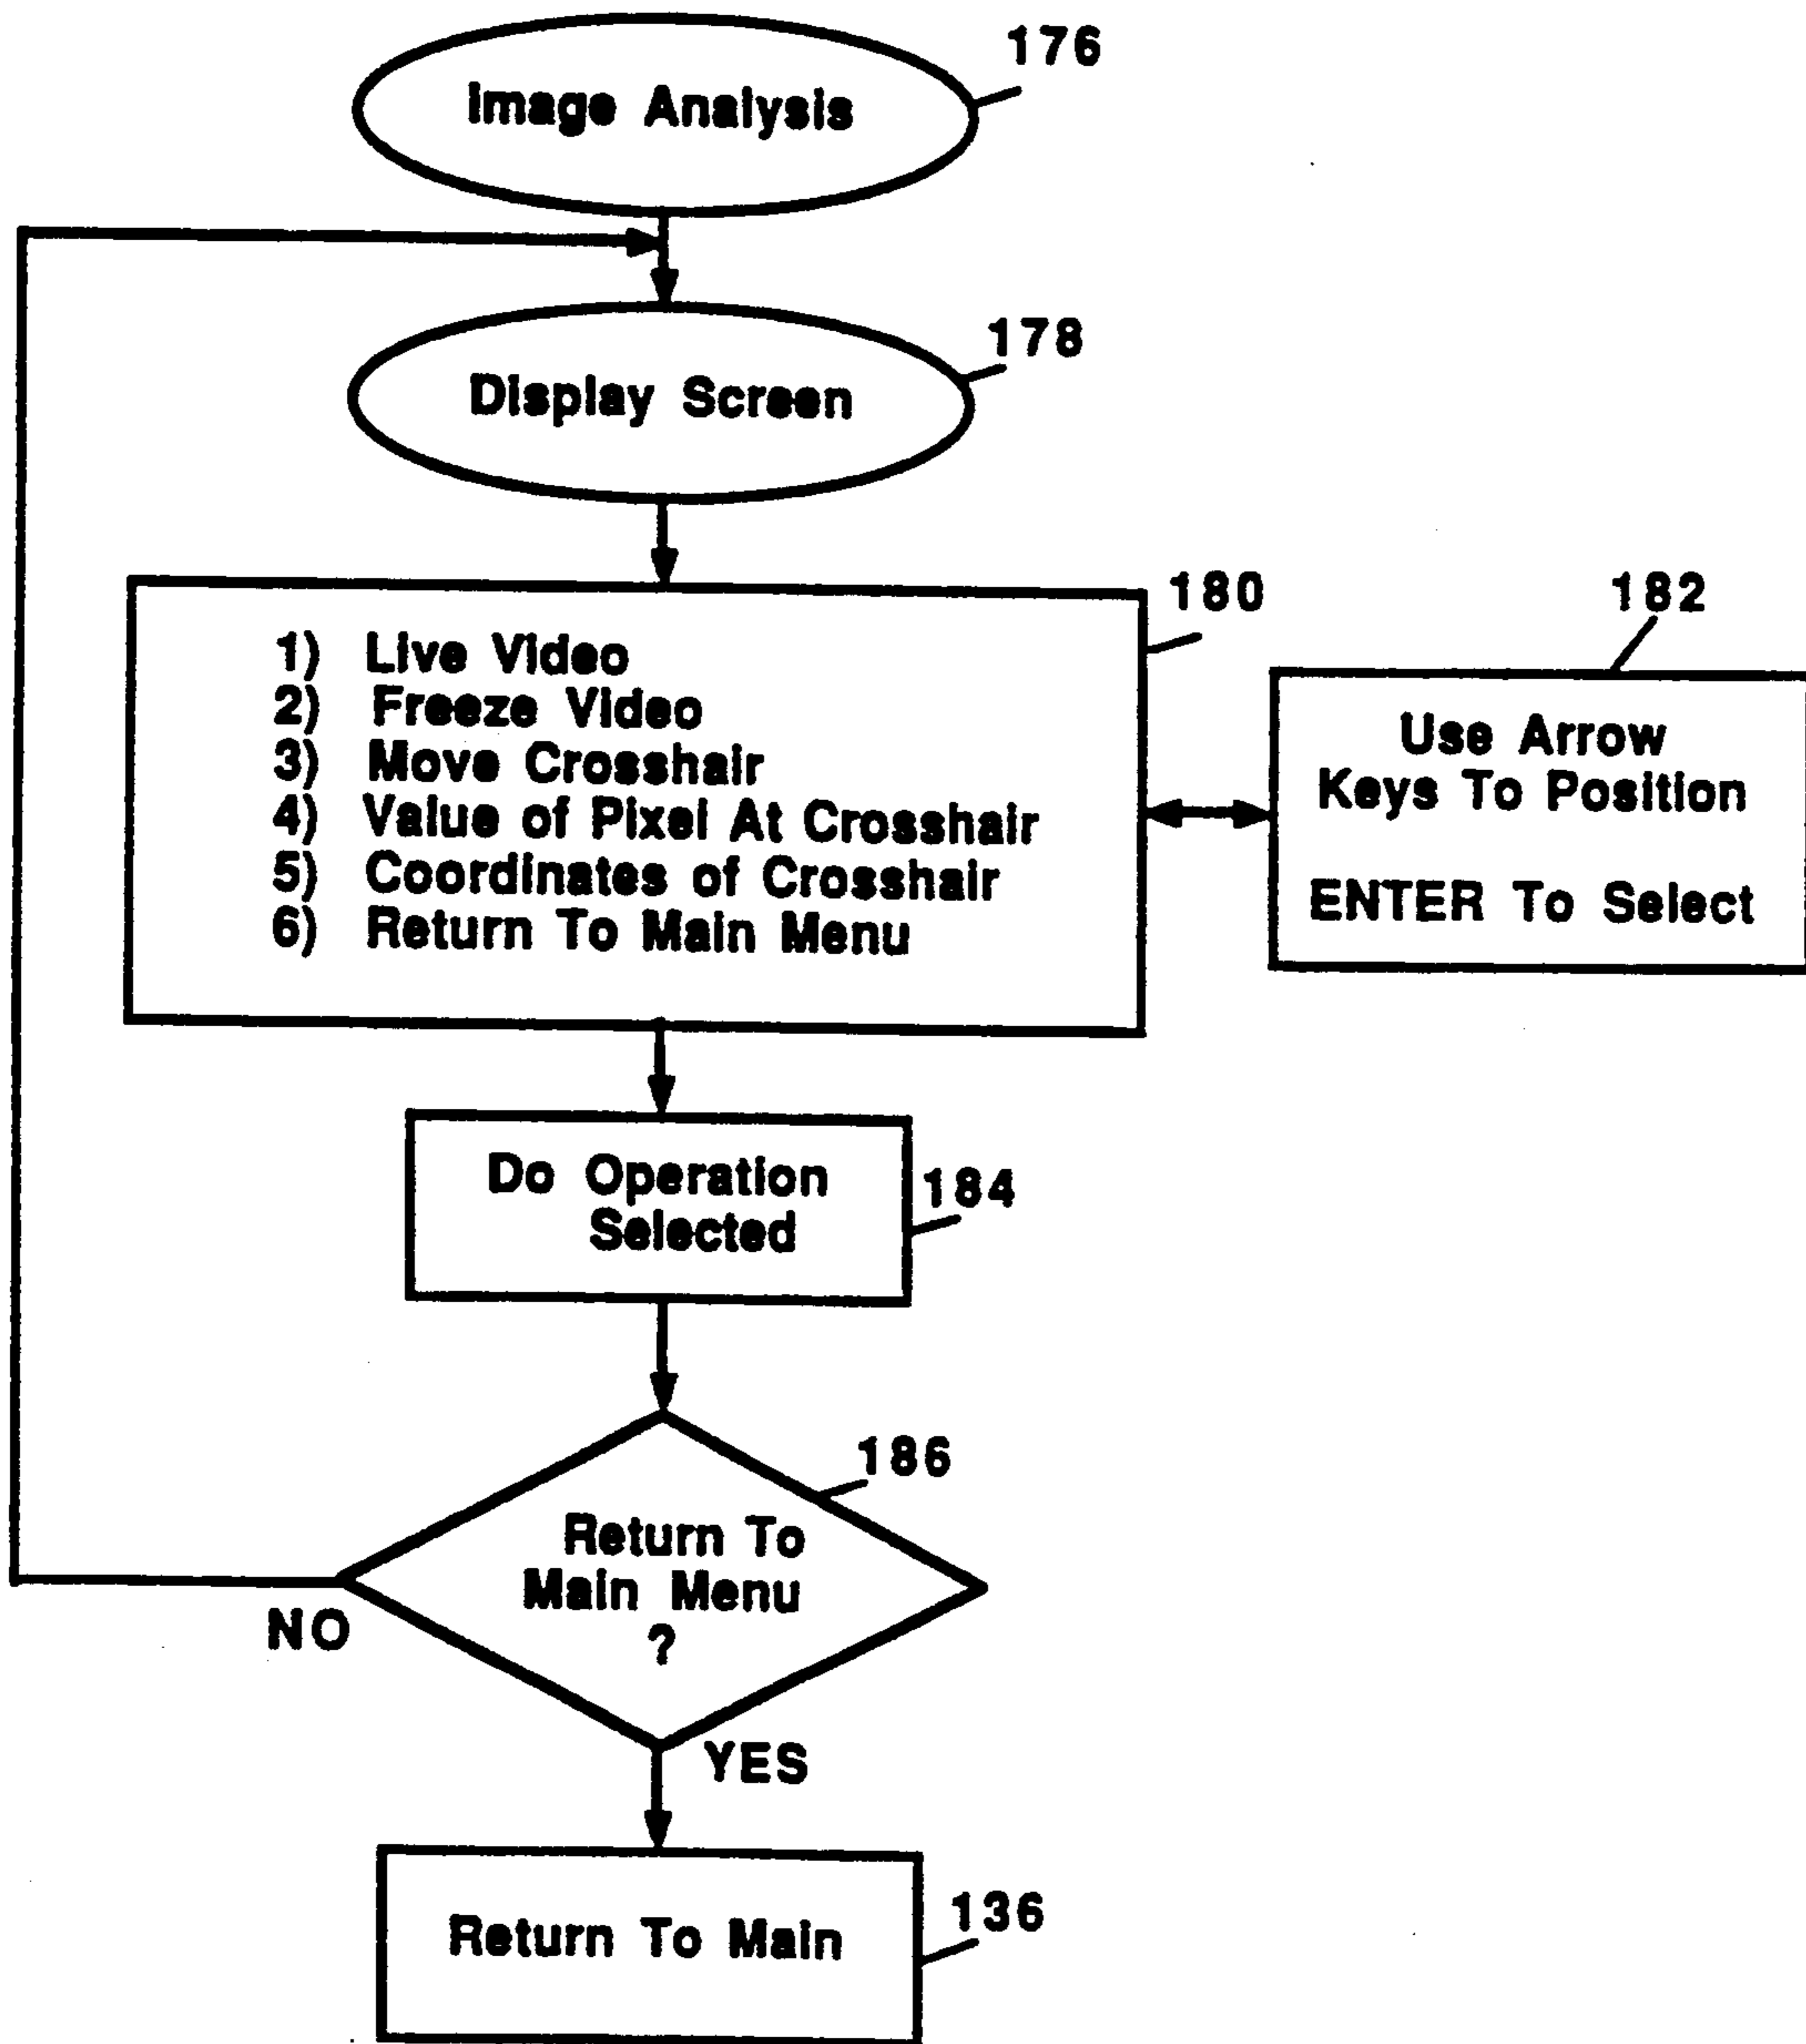 176
Image Analysis
178
Display Screen
180
1) Live Video
2) Freeze Video
3) Move Crosshair
4) Value of Pixel At Crosshair
5) Coordinates of Crosshair
6) Return To Main Menu
182
Use Arrow
Keys To Position
ENTER To Select
Do Operation
Selected
184
186
Return To
Main Menu
?
NO
YES
Return To Main
136